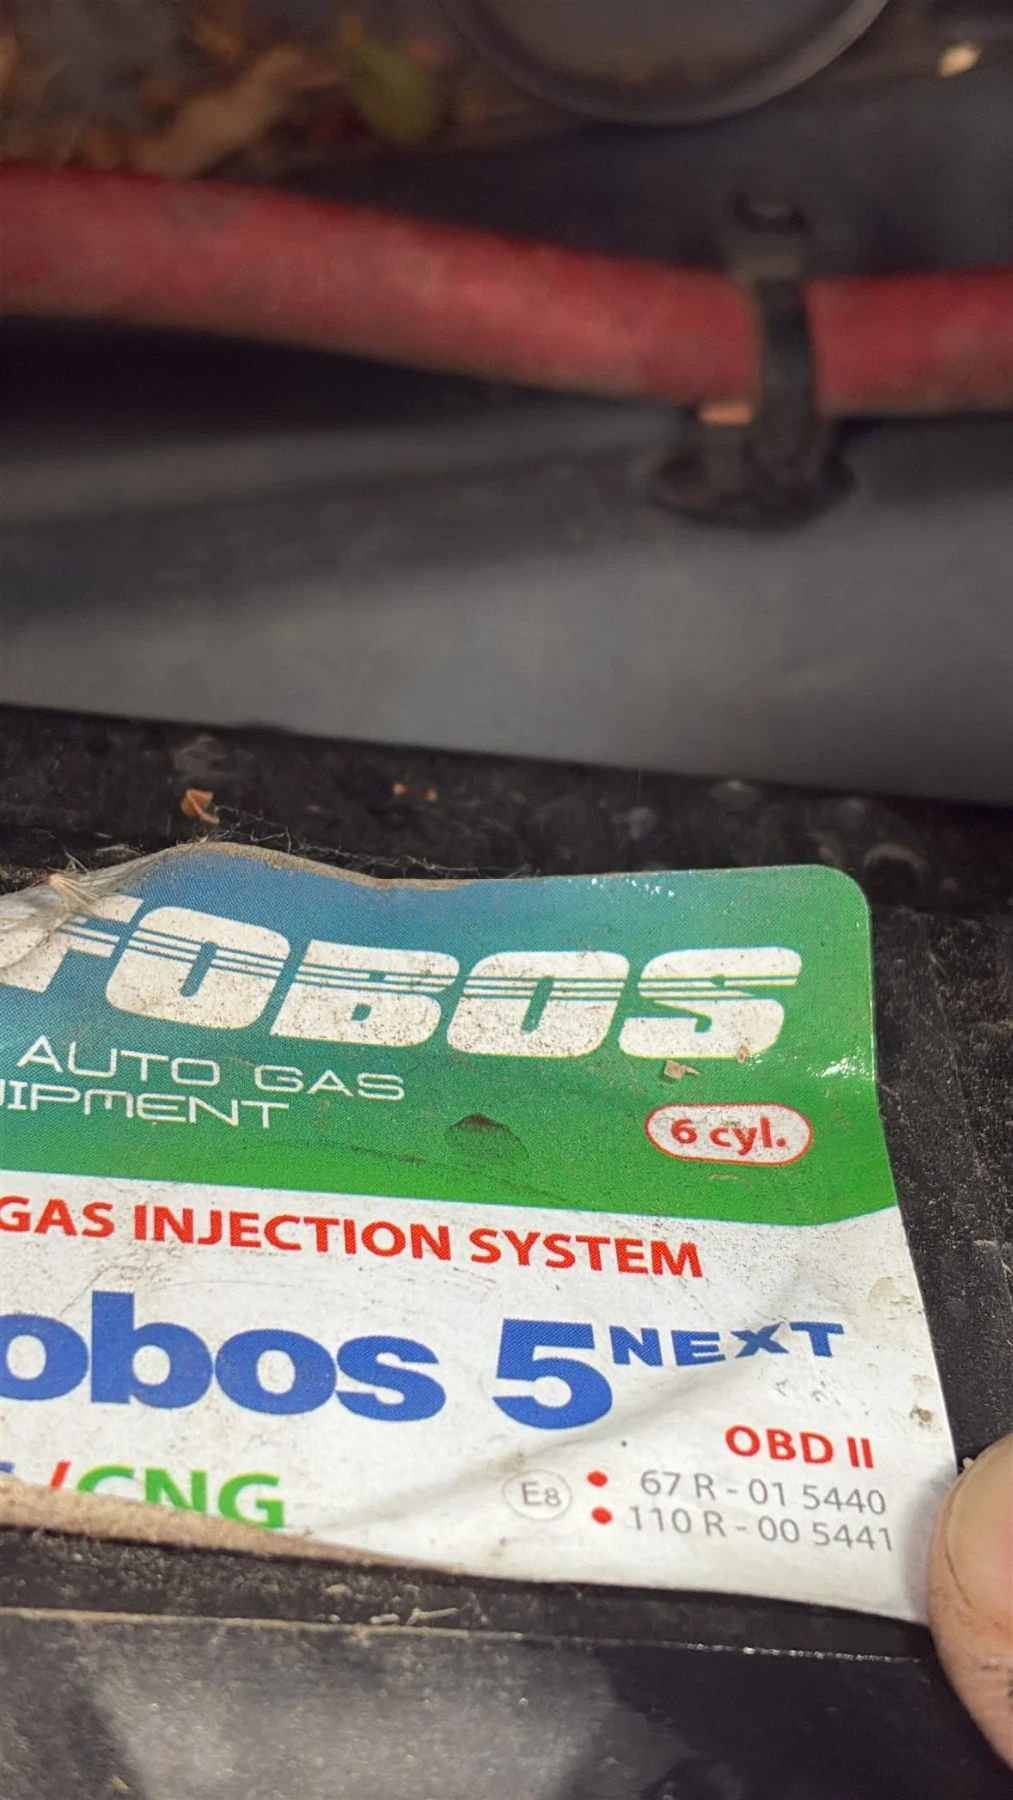 FOBOS
AUTO GAS
UIPMENT
6 cyl.
GAS INJECTION SYSTEM
obos 5 NEXT
OBD II
/CNG
E8
• 67 R - 01 5440
• 110 R - 00 5441